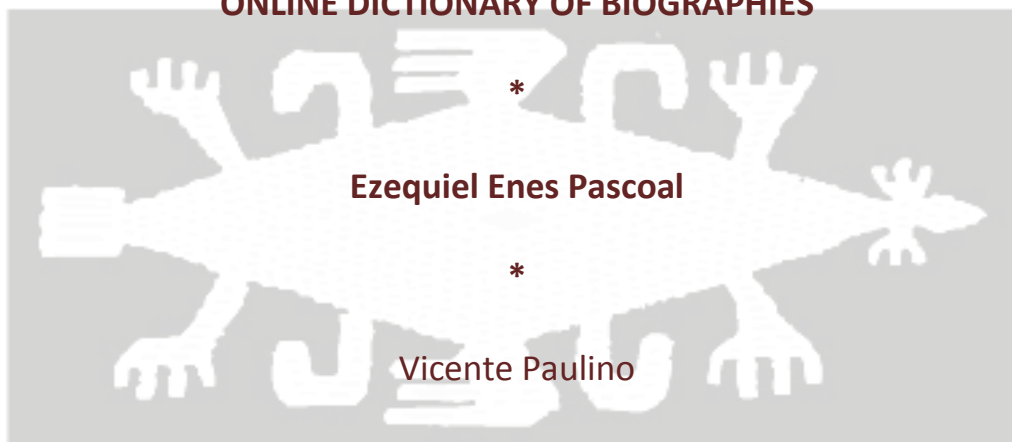 ONLINE DICTIONARY OF BIOGRAPHIES
*
Ezequiel Enes Pascoal
*
Vicente Paulino